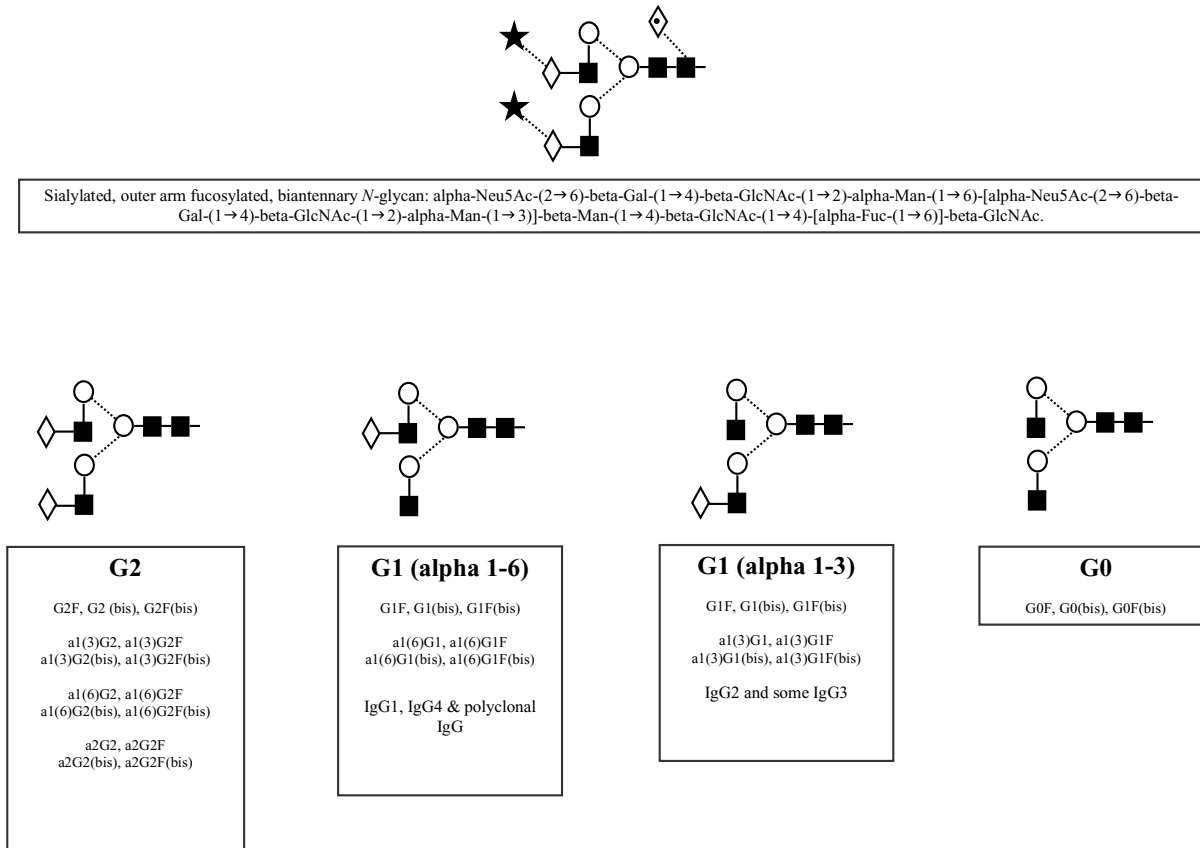 Sialylated, outer arm fucosylated, biantennary N-glycan: alpha-Neu5Ac-(2→6)-beta-Gal-(1→4)-beta-GlcNAc-(1→2)-alpha-Man-(1→6)-[alpha-Neu5Ac-(2→6)-beta-
Gal-(1→4)-beta-GlcNAc-(1→2)-alpha-Man-(1→3)]-beta-Man-(1→4)-beta-GlcNAc-(1→4)-[alpha-Fuc-(1→6)]-beta-GlcNAc.
G2
G2F, G2 (bis), G2F(bis)
a1(3)G2, a1(3)G2F
a1(3)G2(bis), a1(3)G2F(bis)
a1(6)G2, a1(6)G2F
a1(6)G2(bis), a1(6)G2F(bis)
a2G2, a2G2F
a2G2(bis), a2G2F(bis)
G1 (alpha 1-6)
G1F, G1(bis), G1F(bis)
a1(6)G1, a1(6)G1F
a1(6)G1(bis), a1(6)G1F(bis)
IgG1, IgG4 & polyclonal
IgG
G1 (alpha 1-3)
G1F, G1(bis), G1F(bis)
a1(3)G1, a1(3)G1F
a1(3)G1(bis), a1(3)G1F(bis)
IgG2 and some IgG3
G0
G0F, G0(bis), G0F(bis)